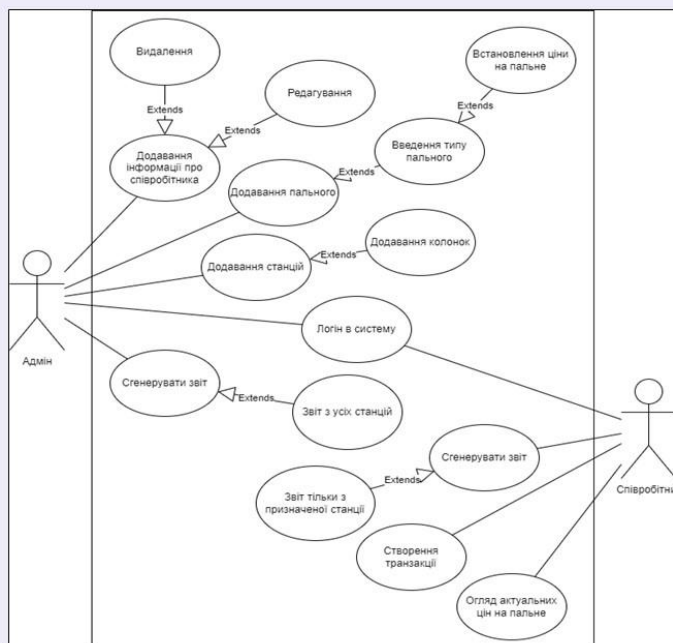 Видалення
Встановлення ціни
на пальне
Extends
Редагування
Extends
Extends
Додавання
інформації про
співробітника
Введення типу
пального
Extends
Додавання пального
Додавання колонок
Extends
Додавання станцій
Логін в систему
Адмін
Сгенерувати звіт
Extends
Звіт з усіх станцій
Співробітни
Сгенерувати звіт
Extends
Звіт тільки з
призначеної станції
Створення
транзакції
Огляд актуальних
цін на пальне